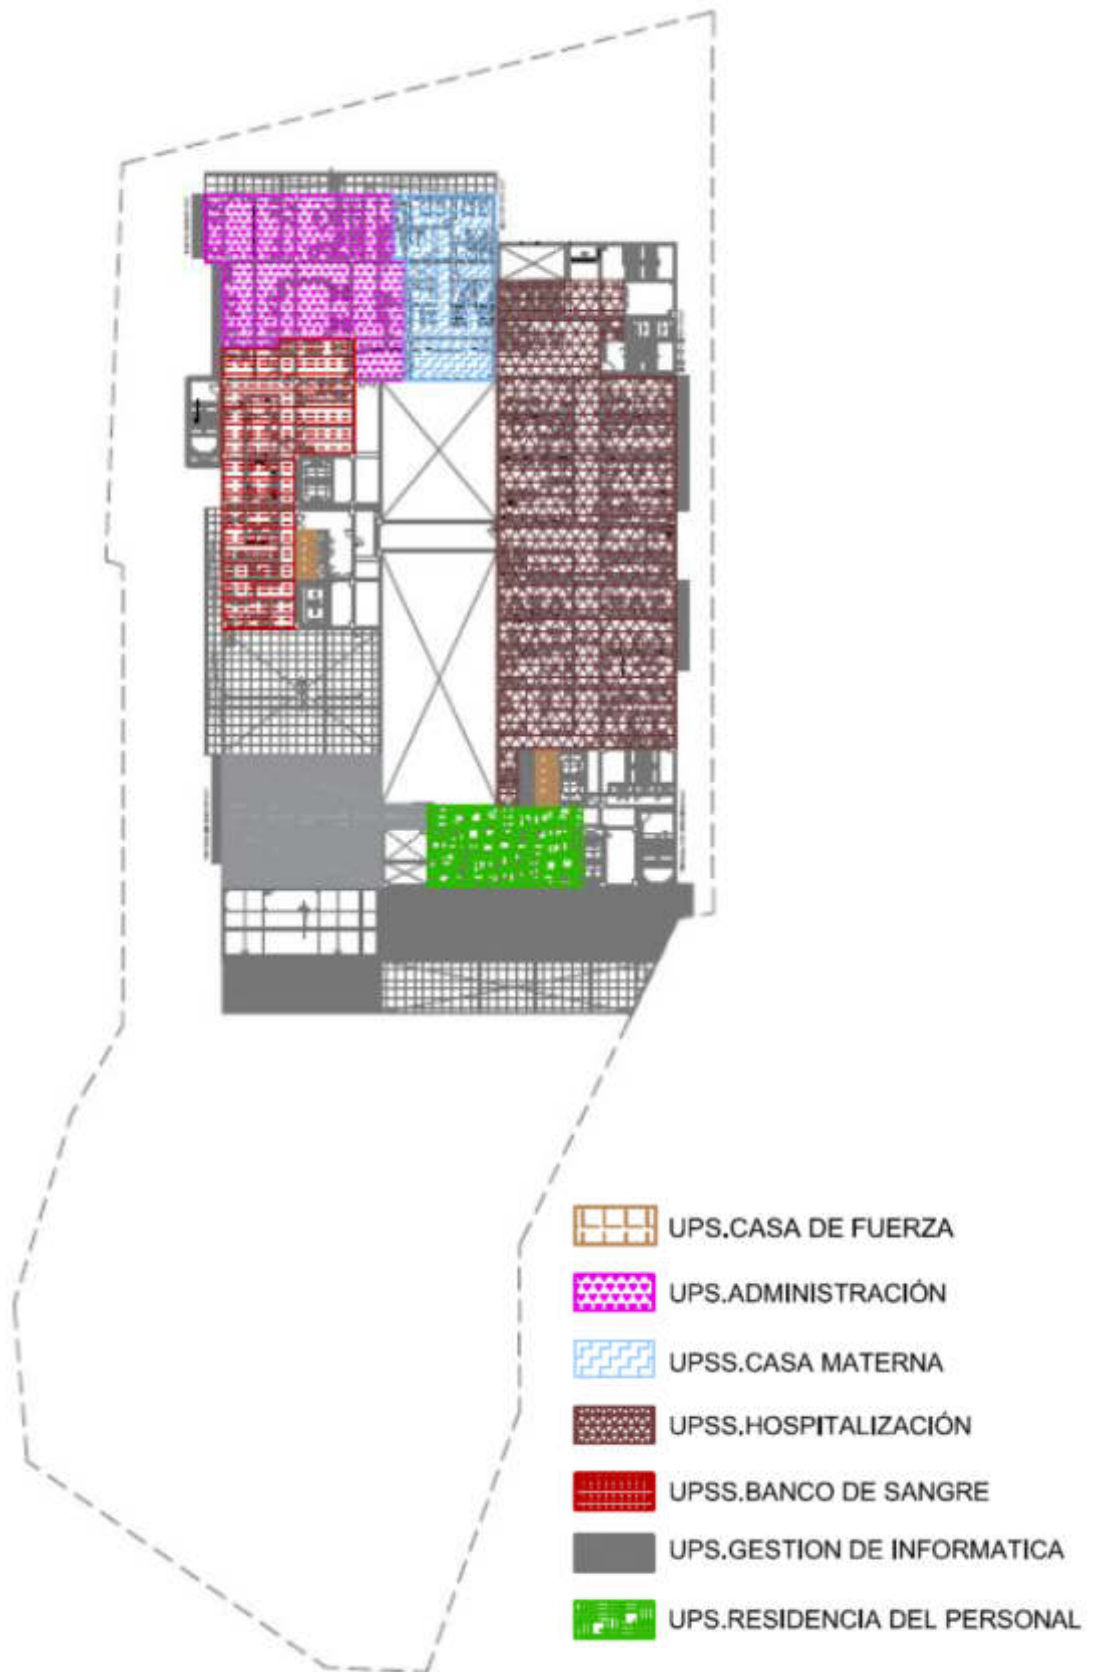 UPS.CASA DE FUERZA
UPS.ADMINISTRACIÓN
UPSS.CASA MATERNA
UPSS.HOSPITALIZACIÓN
UPSS.BANCO DE SANGRE
UPS.GESTION DE INFORMATICA
UPS.RESIDENCIA DEL PERSONAL